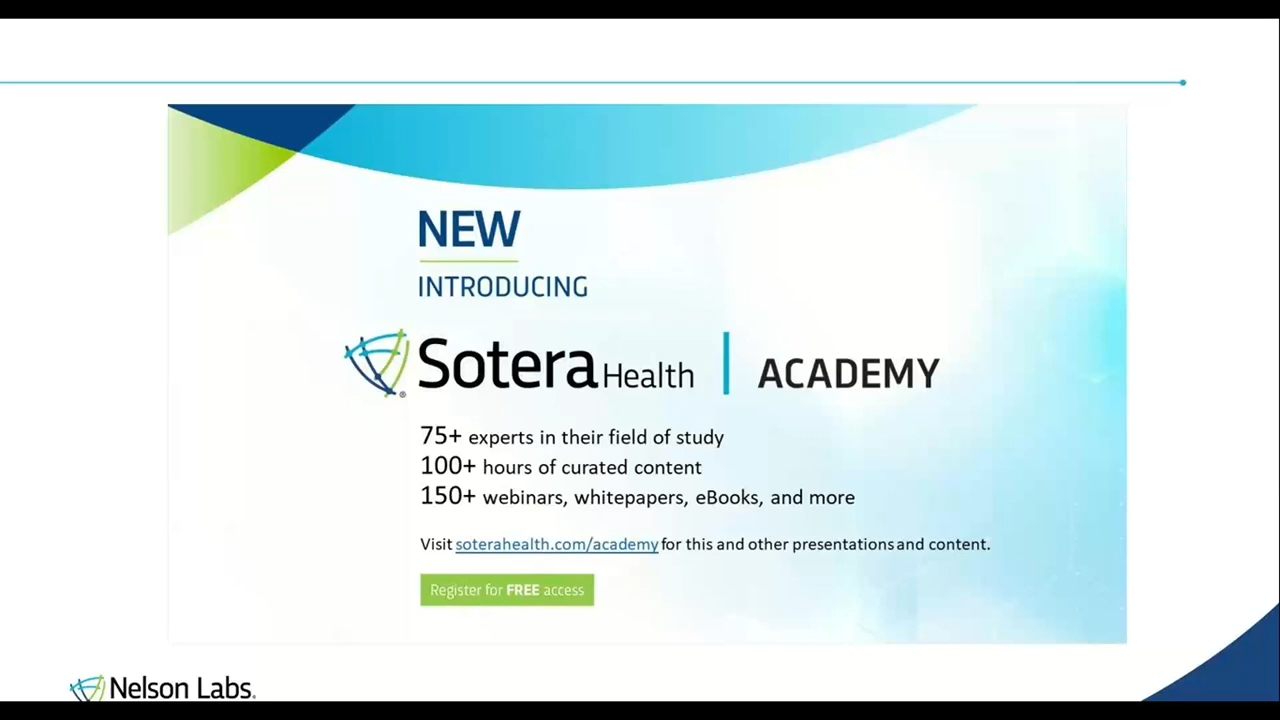 NEW
INTRODUCING
Sotera Health® | ACADEMY
75+ experts in their field of study
100+ hours of curated content
150+ webinars, whitepapers, eBooks, and more
Visit soterahealth.com/academy for this and other presentations and content.
Register for FREE access
Nelson Labs.